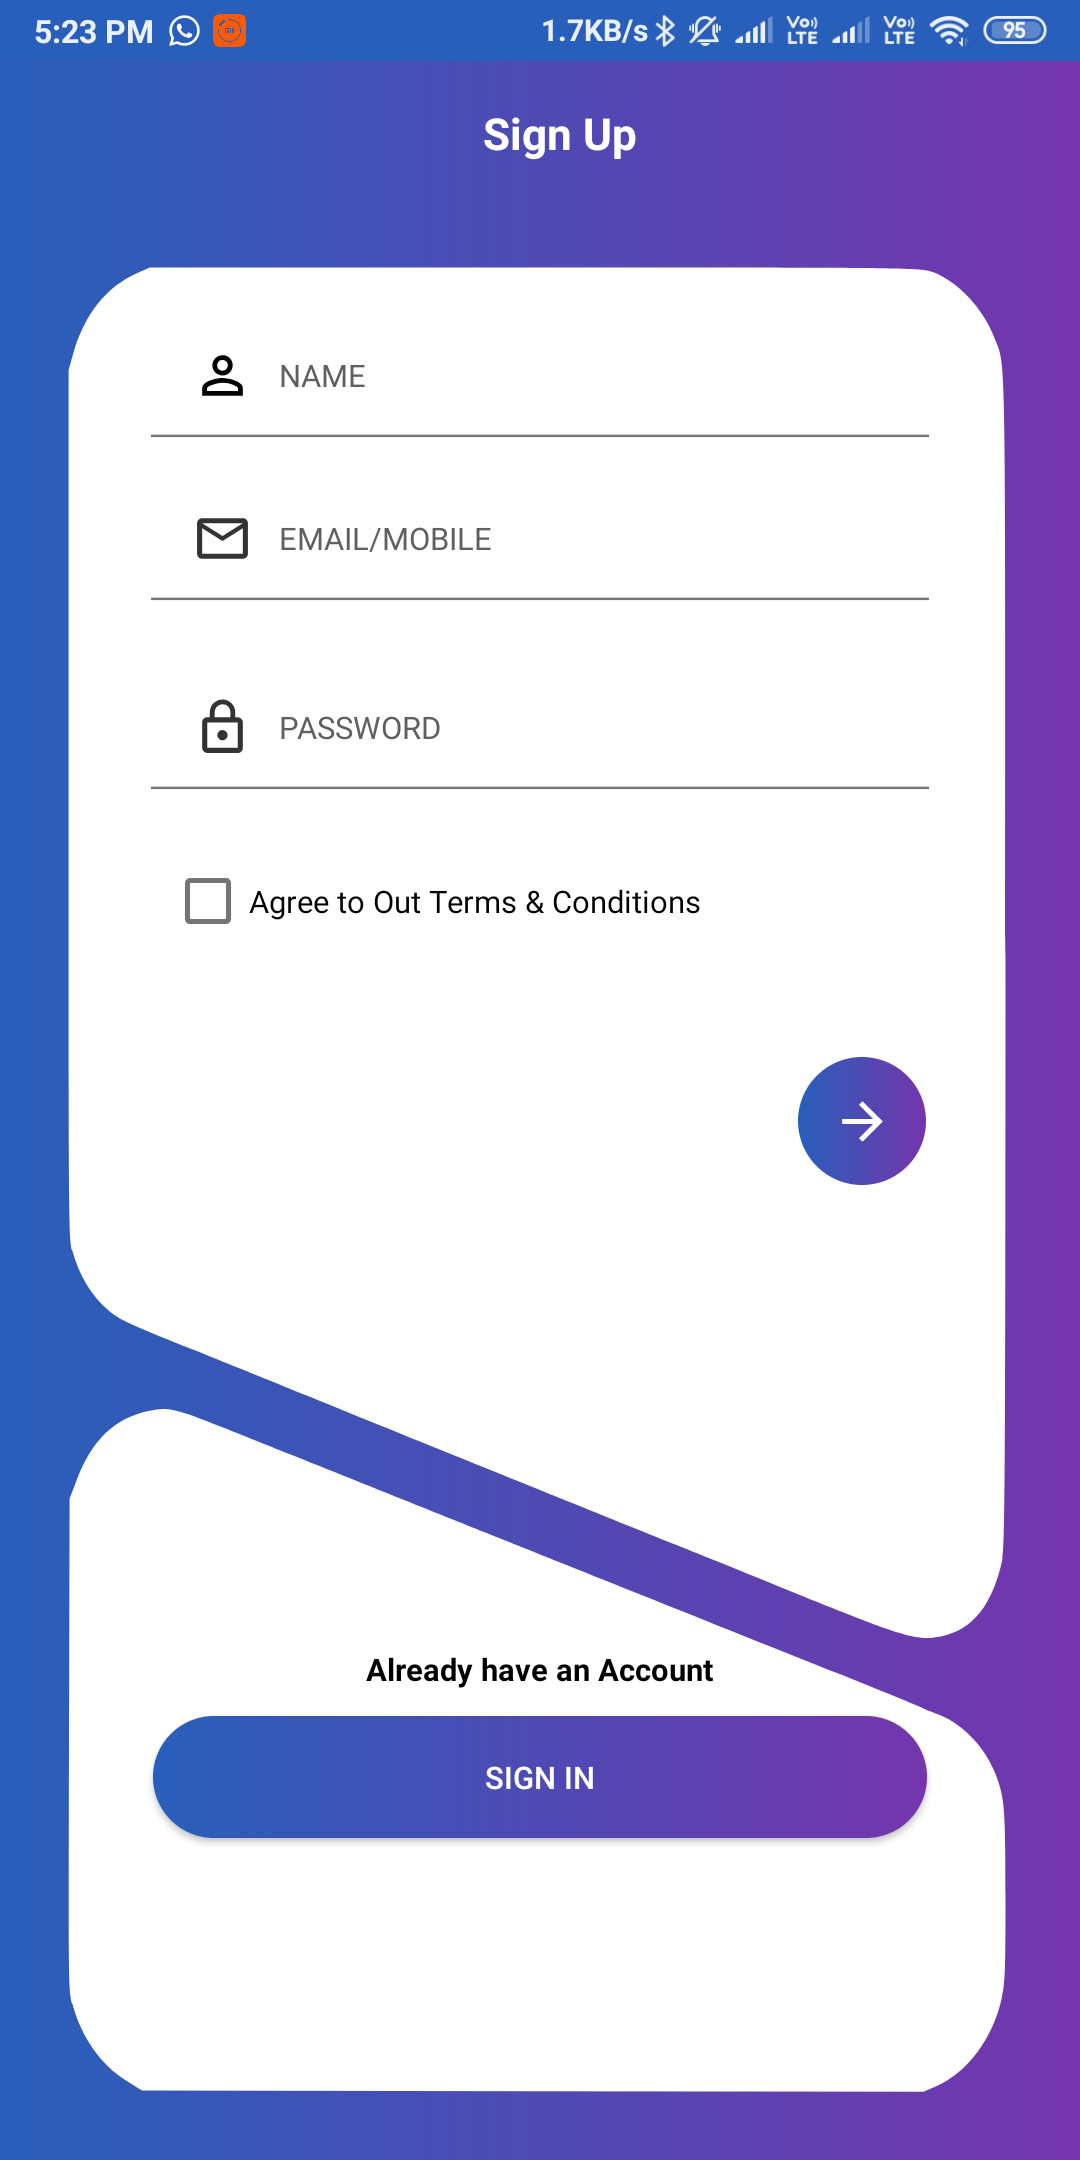 5:23 PM 1.7KB/s Vo)) LTE Vo)) LTE 95
Sign Up
NAME
EMAIL/MOBILE
PASSWORD
Agree to Out Terms & Conditions
Already have an Account
SIGN IN